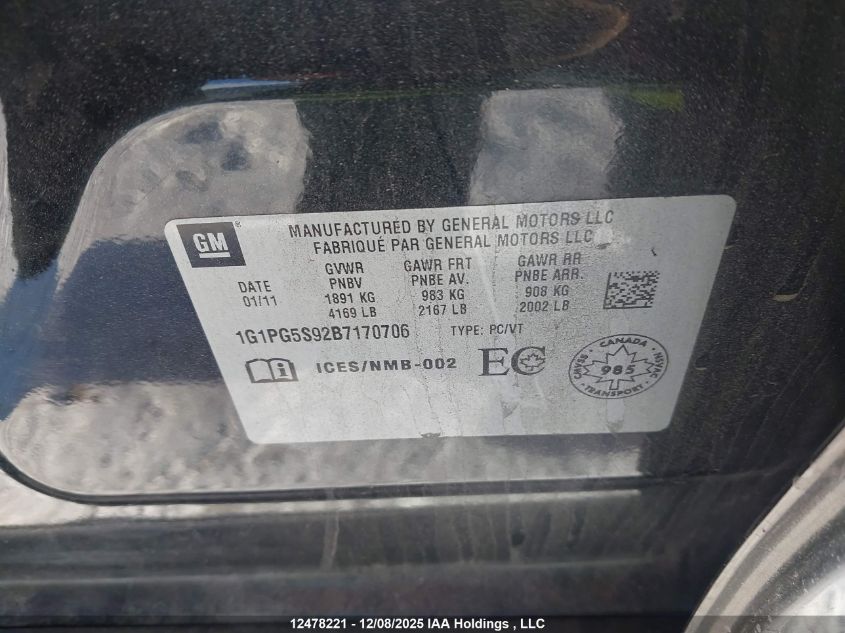 GM ®
MANUFACTURED BY GENERAL MOTORS LLC
FABRIQUÉ PAR GENERAL MOTORS LLC
DATE
01/11
GVWR
PNBV
1891 KG
4169 LB
GAWR FRT
PNBE AV.
983 KG
2167 LB
GAWR RR
PNBE ARR.
908 KG
2002 LB
1G1PG5S92B7170706 TYPE: PC/VT
i ICES/NMB-002 EC
CANADA
CMVSS 985 NSVAC
TRANSPORT
12478221 - 12/08/2025 IAA Holdings , LLC